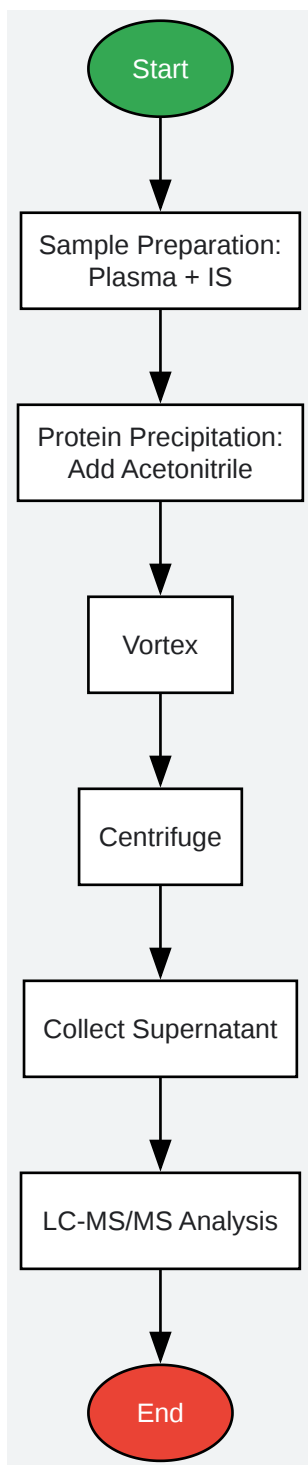 Start
Sample Preparation:
Plasma + IS
Protein Precipitation:
Add Acetonitrile
Vortex
Centrifuge
Collect Supernatant
LC-MS/MS Analysis
End